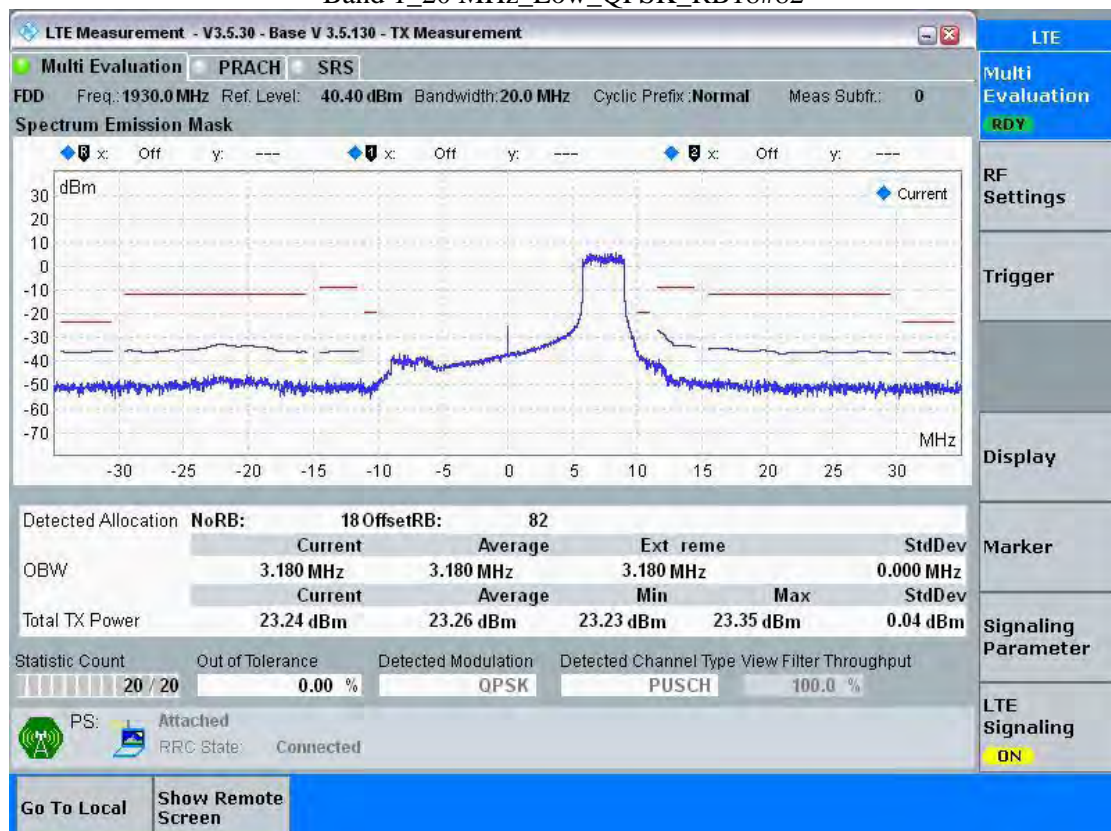 Band 1_20 MHz_Low_QPSK_RB18#82
LTE Measurement - V3.5.30 - Base V 3.5.130 - TX Measurement
LTE
Multi Evaluation PRACH SRS
Multi
Evaluation
RDY
FDD Freq.: 1930.0 MHz Ref. Level: 40.40 dBm Bandwidth: 20.0 MHz Cyclic Prefix: Normal Meas Subfr.: 0
Spectrum Emission Mask
R x: Off y: --- 1 x: Off y: --- 2 x: Off y: ---
dBm
Current
30
20
10
0
-10
-20
-30
-40
-50
-60
-70
MHz
-30 -25 -20 -15 -10 -5 0 5 10 15 20 25 30
RF
Settings
Trigger
Display
Marker
Signaling
Parameter
LTE
Signaling
ON
Detected Allocation NoRB: 18 OffsetRB: 82
Current Average Ext reme StdDev
OBW 3.180 MHz 3.180 MHz 3.180 MHz 0.000 MHz
Current Average Min Max StdDev
Total TX Power 23.24 dBm 23.26 dBm 23.23 dBm 23.35 dBm 0.04 dBm
Statistic Count Out of Tolerance Detected Modulation Detected Channel Type View Filter Throughput
20 / 20 0.00 % QPSK PUSCH 100.0 %
PS: Attached
RRC State: Connected
Go To Local
Show Remote
Screen